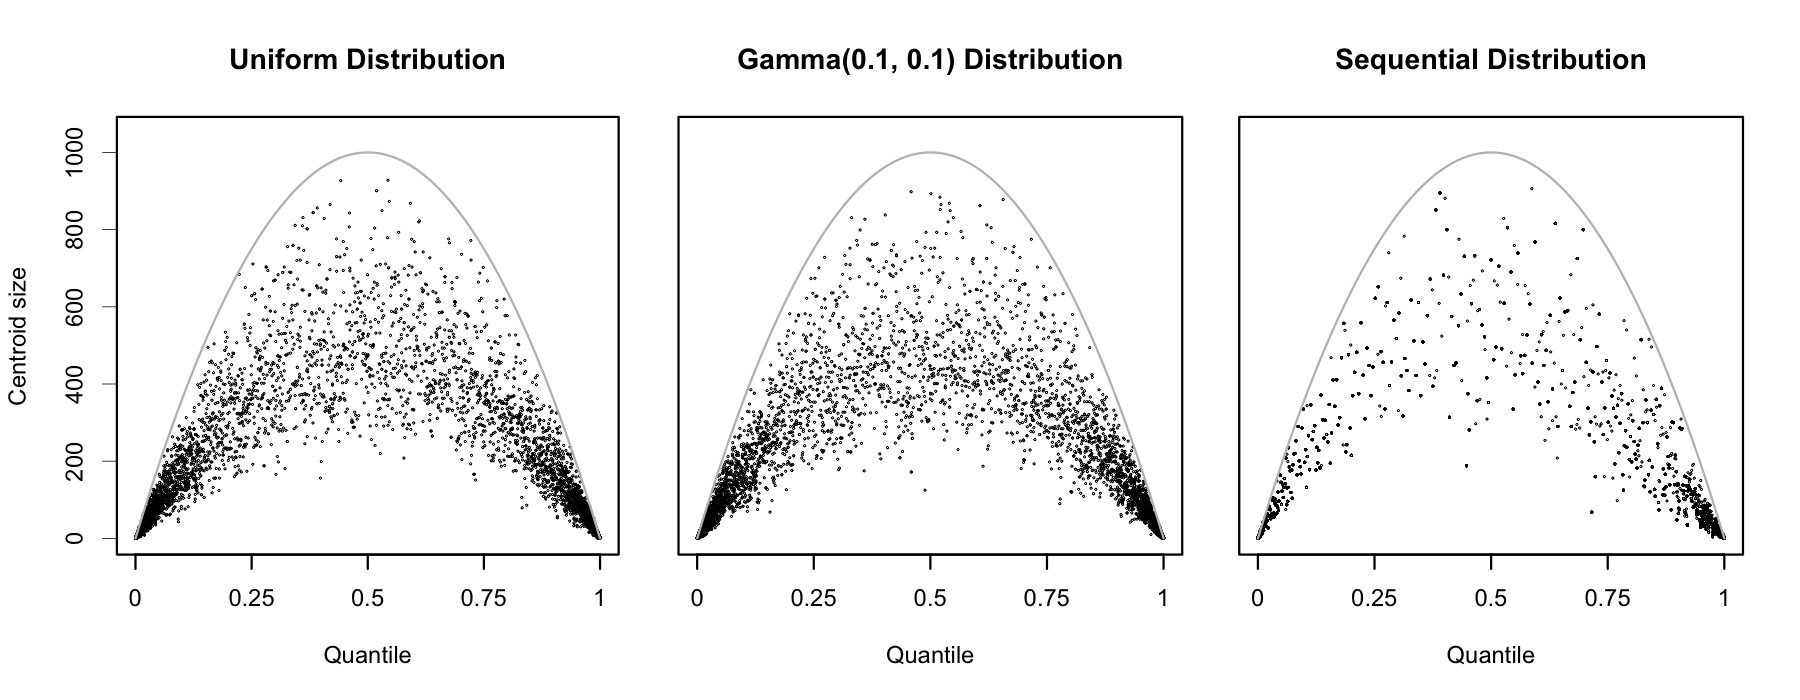 Uniform Distribution
Gamma(0.1, 0.1) Distribution
Sequential Distribution
Centroid size
1000
800
600
400
200
0
0 0.25 0.5 0.75 1
0 0.25 0.5 0.75 1
0 0.25 0.5 0.75 1
Quantile
Quantile
Quantile